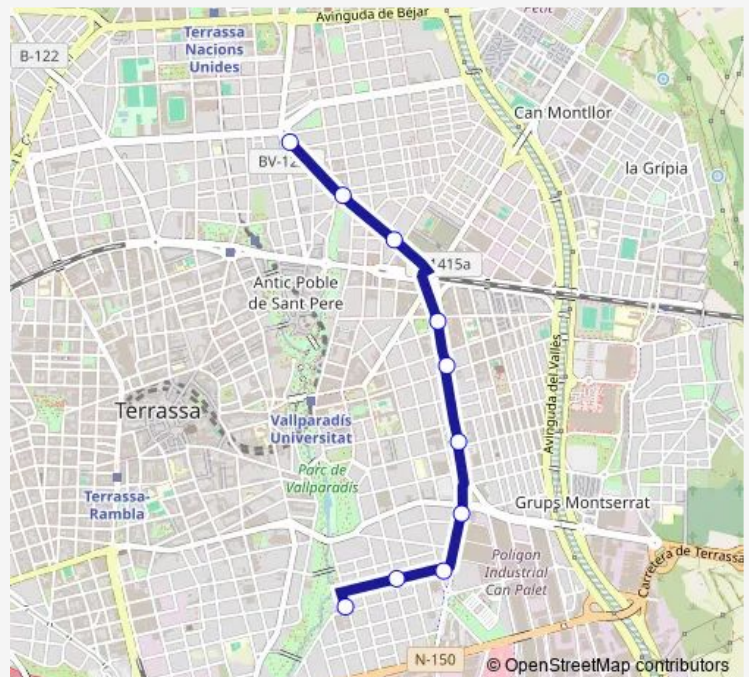 Avinguda de Béjar
Terrassa
Nacions
Unides
B-122
Can Montllor
BV-12
la Grípia
1415a
Antic Poble
de Sant Pere
Avinguda del Vallès
Terrassa
Vallparadís
Universitat
Parc de
Vallparadís
Terrassa-
Rambla
Grups Montserrat
Polígon
Industrial
Can Palet
Carretera de Terrassa
N-150
© OpenStreetMap contributors